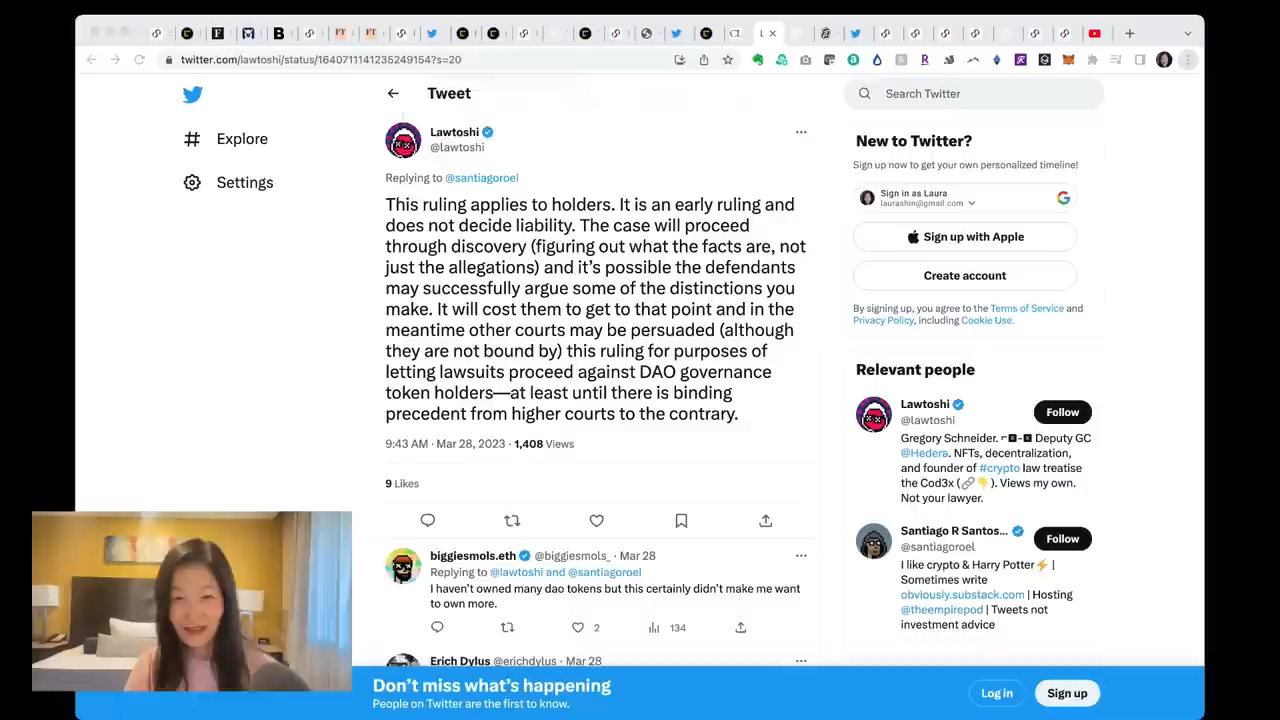 FT
FT
CL
L
twitter.com/lawtoshi/status/1640711141235249154?s=20
Explore
Settings
Tweet
Lawtoshi
@lawtoshi
Replying to @santiagoroel
This ruling applies to holders. It is an early ruling and
does not decide liability. The case will proceed
through discovery (figuring out what the facts are, not
just the allegations) and it’s possible the defendants
may successfully argue some of the distinctions you
make. It will cost them to get to that point and in the
meantime other courts may be persuaded (although
they are not bound by) this ruling for purposes of
letting lawsuits proceed against DAO governance
token holders—at least until there is binding
precedent from higher courts to the contrary.
9:43 AM · Mar 28, 2023 · 1,408 Views
9 Likes
biggiesmols.eth @biggiesmols_ · Mar 28
Replying to @lawtoshi and @santiagoroel
I haven’t owned many dao tokens but this certainly didn’t make me want
to own more.
2 134
Erich Dylus @erichdylus · Mar 28
Search Twitter
New to Twitter?
Sign up now to get your own personalized timeline!
Sign in as Laura
laurashin@gmail.com
Sign up with Apple
Create account
By signing up, you agree to the Terms of Service and
Privacy Policy, including Cookie Use.
Relevant people
Lawtoshi
@lawtoshi
Follow
Gregory Schneider. Deputy GC
@Hedera. NFTs, decentralization,
and founder of #crypto law treatise
the Cod3x. Views my own.
Not your lawyer.
Santiago R Santos...
@santiagoroel
Follow
I like crypto & Harry Potter⚡ |
Sometimes write
obviously.substack.com | Hosting
@theempirepod | Tweets not
investment advice
Don’t miss what’s happening
People on Twitter are the first to know.
Log in
Sign up